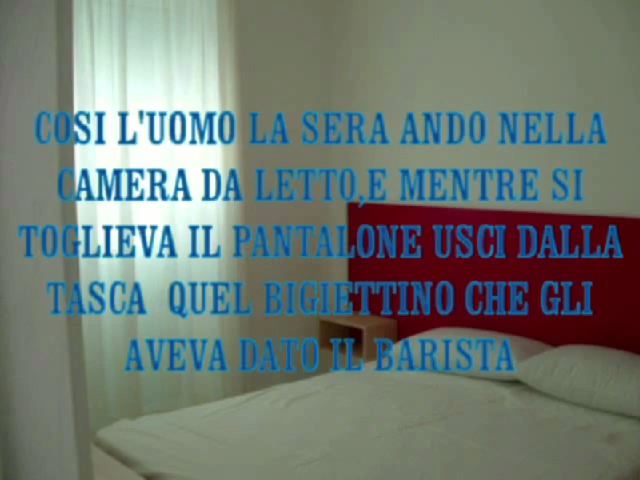 COSI L'UOMO LA SERA ANDO NELLA
CAMERA DA LETTO,E MENTRE SI
TOGLIEVA IL PANTALONE USCI DALLA
TASCA QUEL BIGIETTINO CHE GLI
AVEVA DATO IL BARISTA